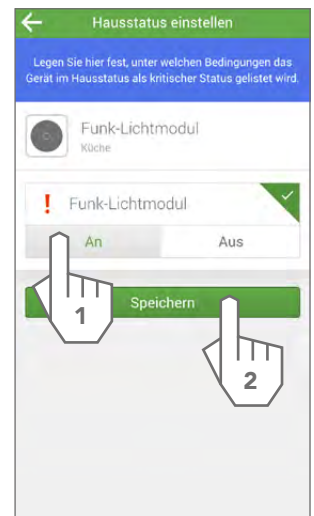 Hausstatus einstellen
Legen Sie hier fest, unter welchen Bedingungen das
Gerät im Hausstatus als kritischer Status gelistet wird.
Funk-Lichtmodul
Küche
! Funk-Lichtmodul
An Aus
Speichern
1
2